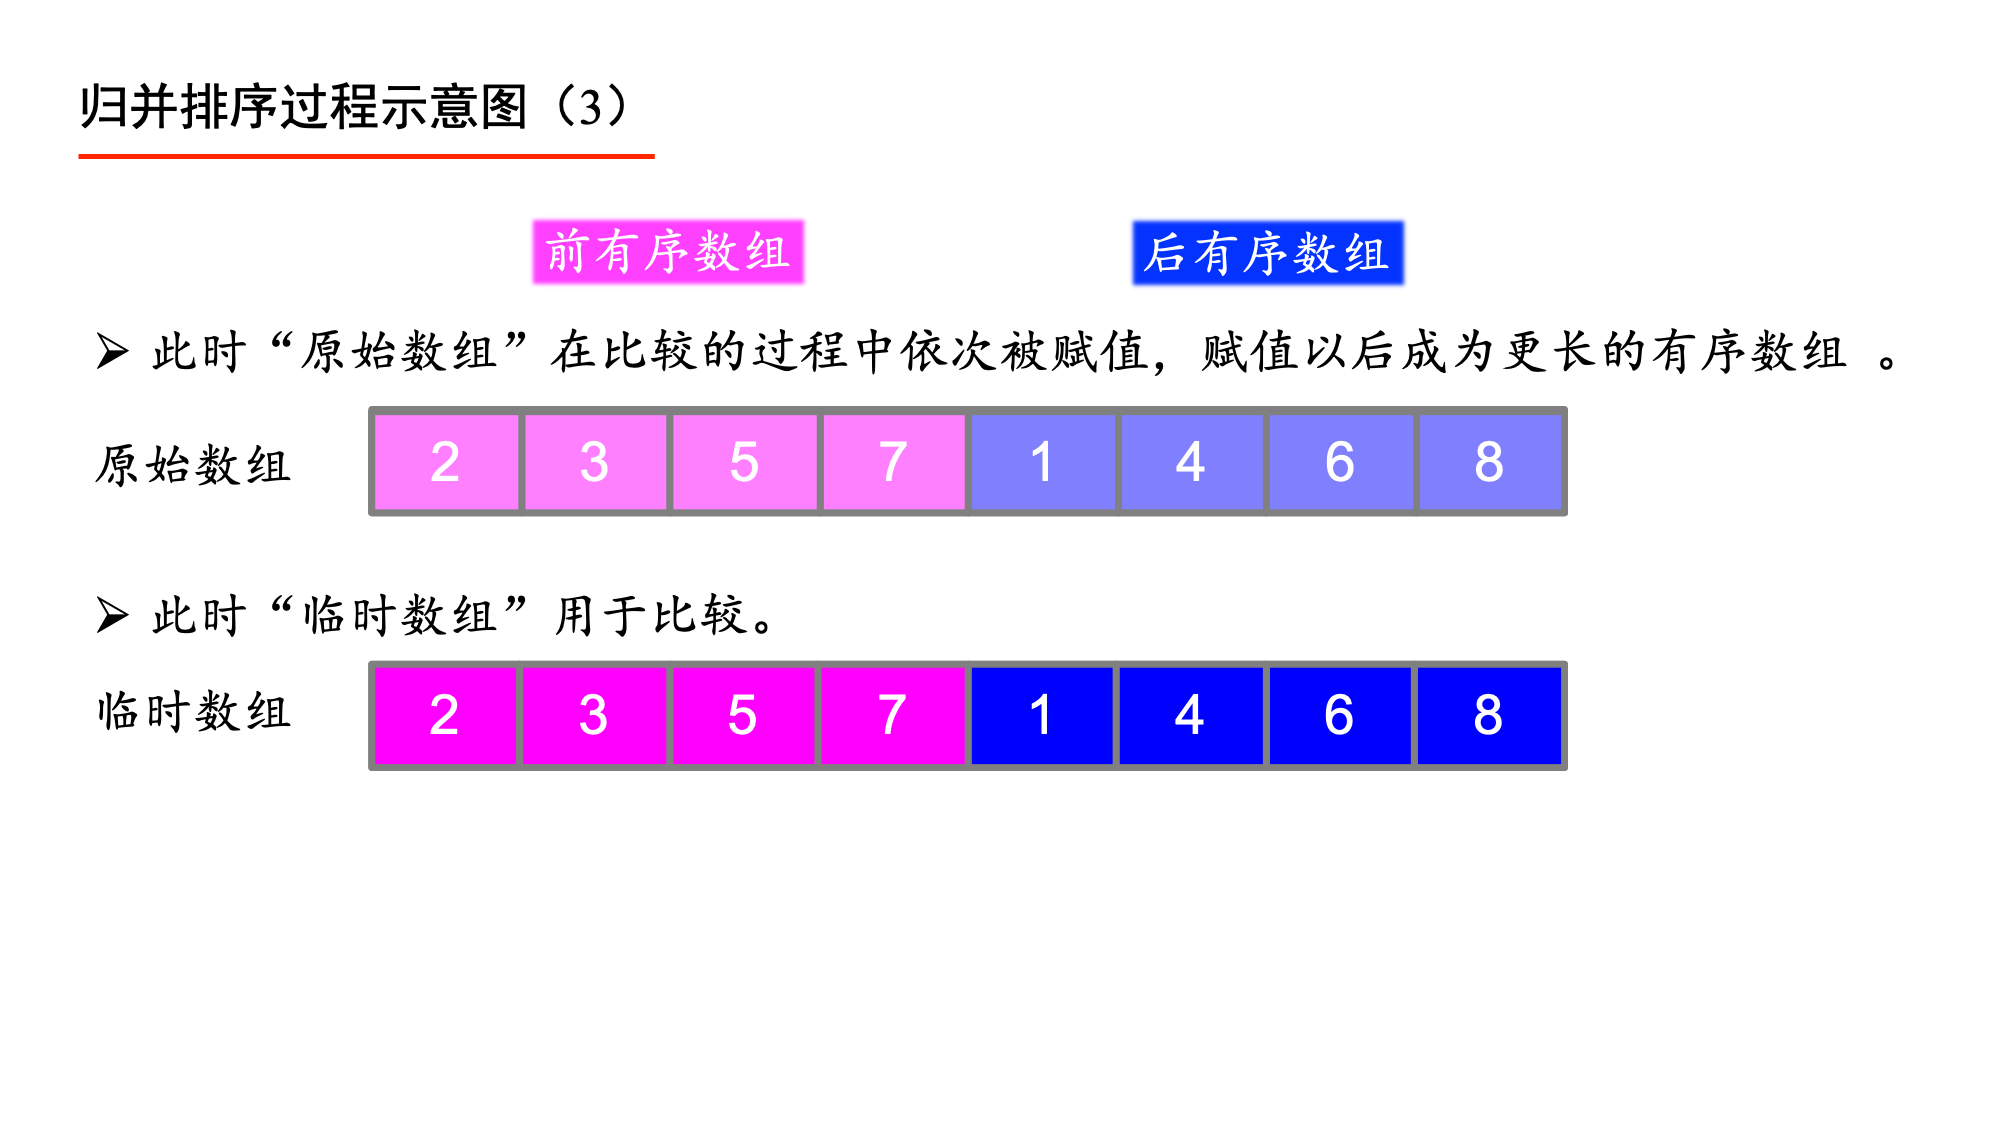 归并排序过程示意图（3）
前有序数组 后有序数组
➢ 此时“原始数组”在比较的过程中依次被赋值，赋值以后成为更长的有序数组 。
原始数组 2 3 5 7 1 4 6 8
➢ 此时“临时数组”用于比较。
临时数组 2 3 5 7 1 4 6 8